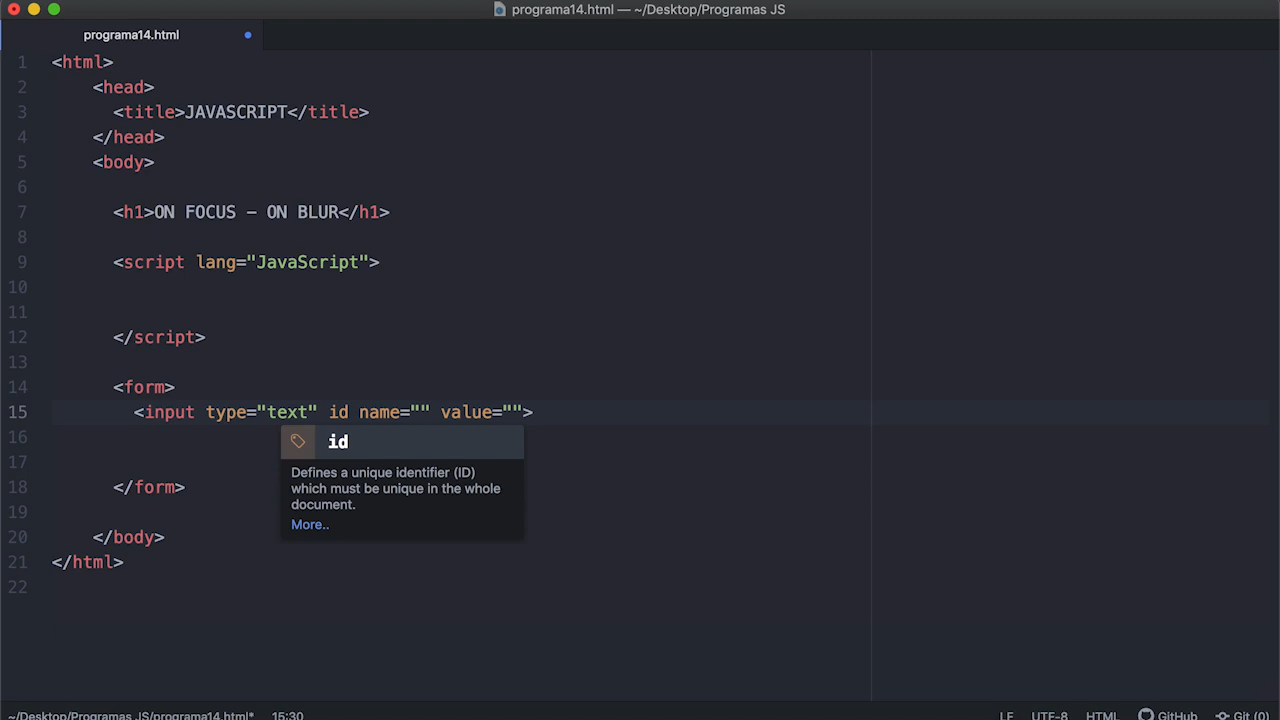 programa14.html — ~/Desktop/Programas JS
programa14.html
1 <html>
2 <head>
3 <title>JAVASCRIPT</title>
4 </head>
5 <body>
6
7 <h1>ON FOCUS - ON BLUR</h1>
8
9 <script lang="JavaScript">
10
11
12 </script>
13
14 <form>
15 <input type="text" id name="" value="">
16
17
18 </form>
19
20 </body>
21 </html>
22
id
Defines a unique identifier (ID)
which must be unique in the whole
document.
More..
~/Desktop/Programas JS/programa14.html* 15:30 LF UTF-8 HTML GitHub Git (0)